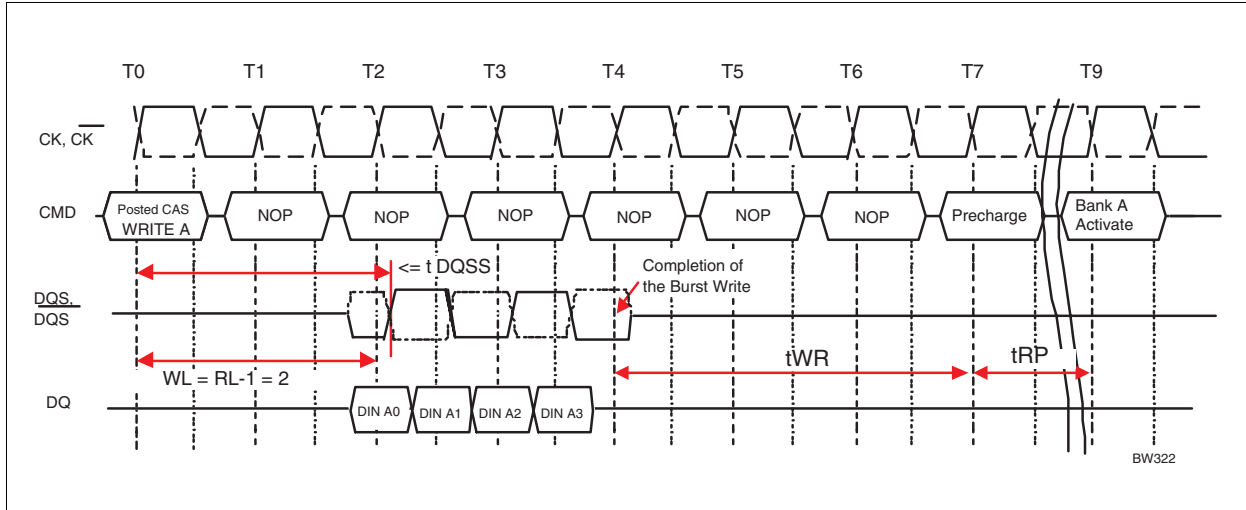 T0 T1 T2 T3 T4 T5 T6 T7 T9
CK, CK
CMD
Posted CAS
WRITE A
NOP
NOP
NOP
NOP
NOP
NOP
Precharge
Bank A
Activate
<= t DQSS
Completion of
the Burst Write
DQS,
DQS
tWR
tRP
WL = RL-1 = 2
DQ
DIN A0
DIN A1
DIN A2
DIN A3
BW322